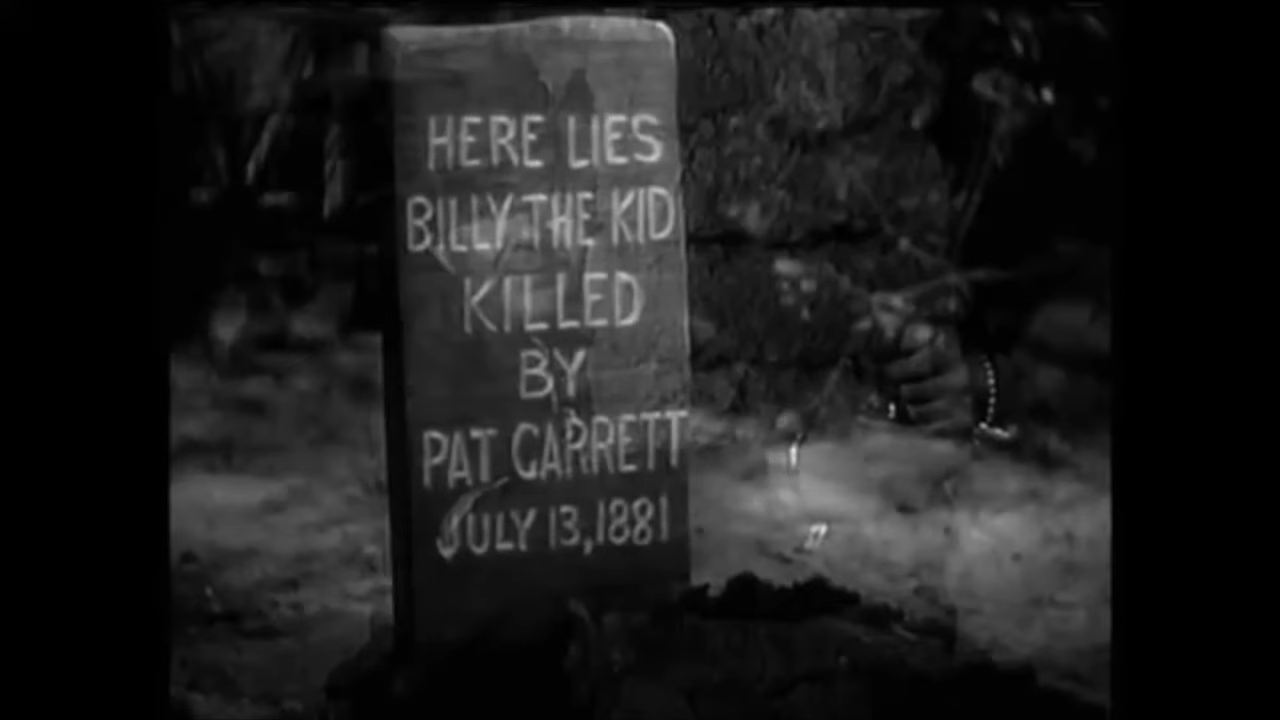 HERE LIES
BILLY THE KID
KILLED
BY
PAT GARRETT
JULY 13, 1881